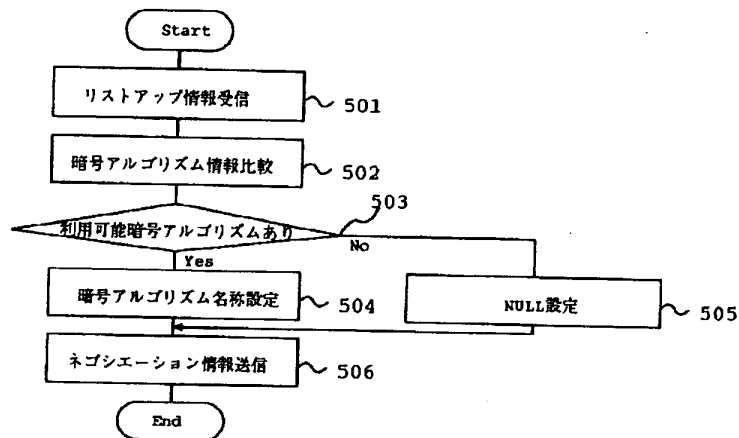 Start
リストアップ情報受信
501
暗号アルゴリズム情報比較
502
503
利用可能暗号アルゴリズムあり
No
Yes
暗号アルゴリズム名称設定
504
NULL設定
505
ネゴシエーション情報送信
506
End